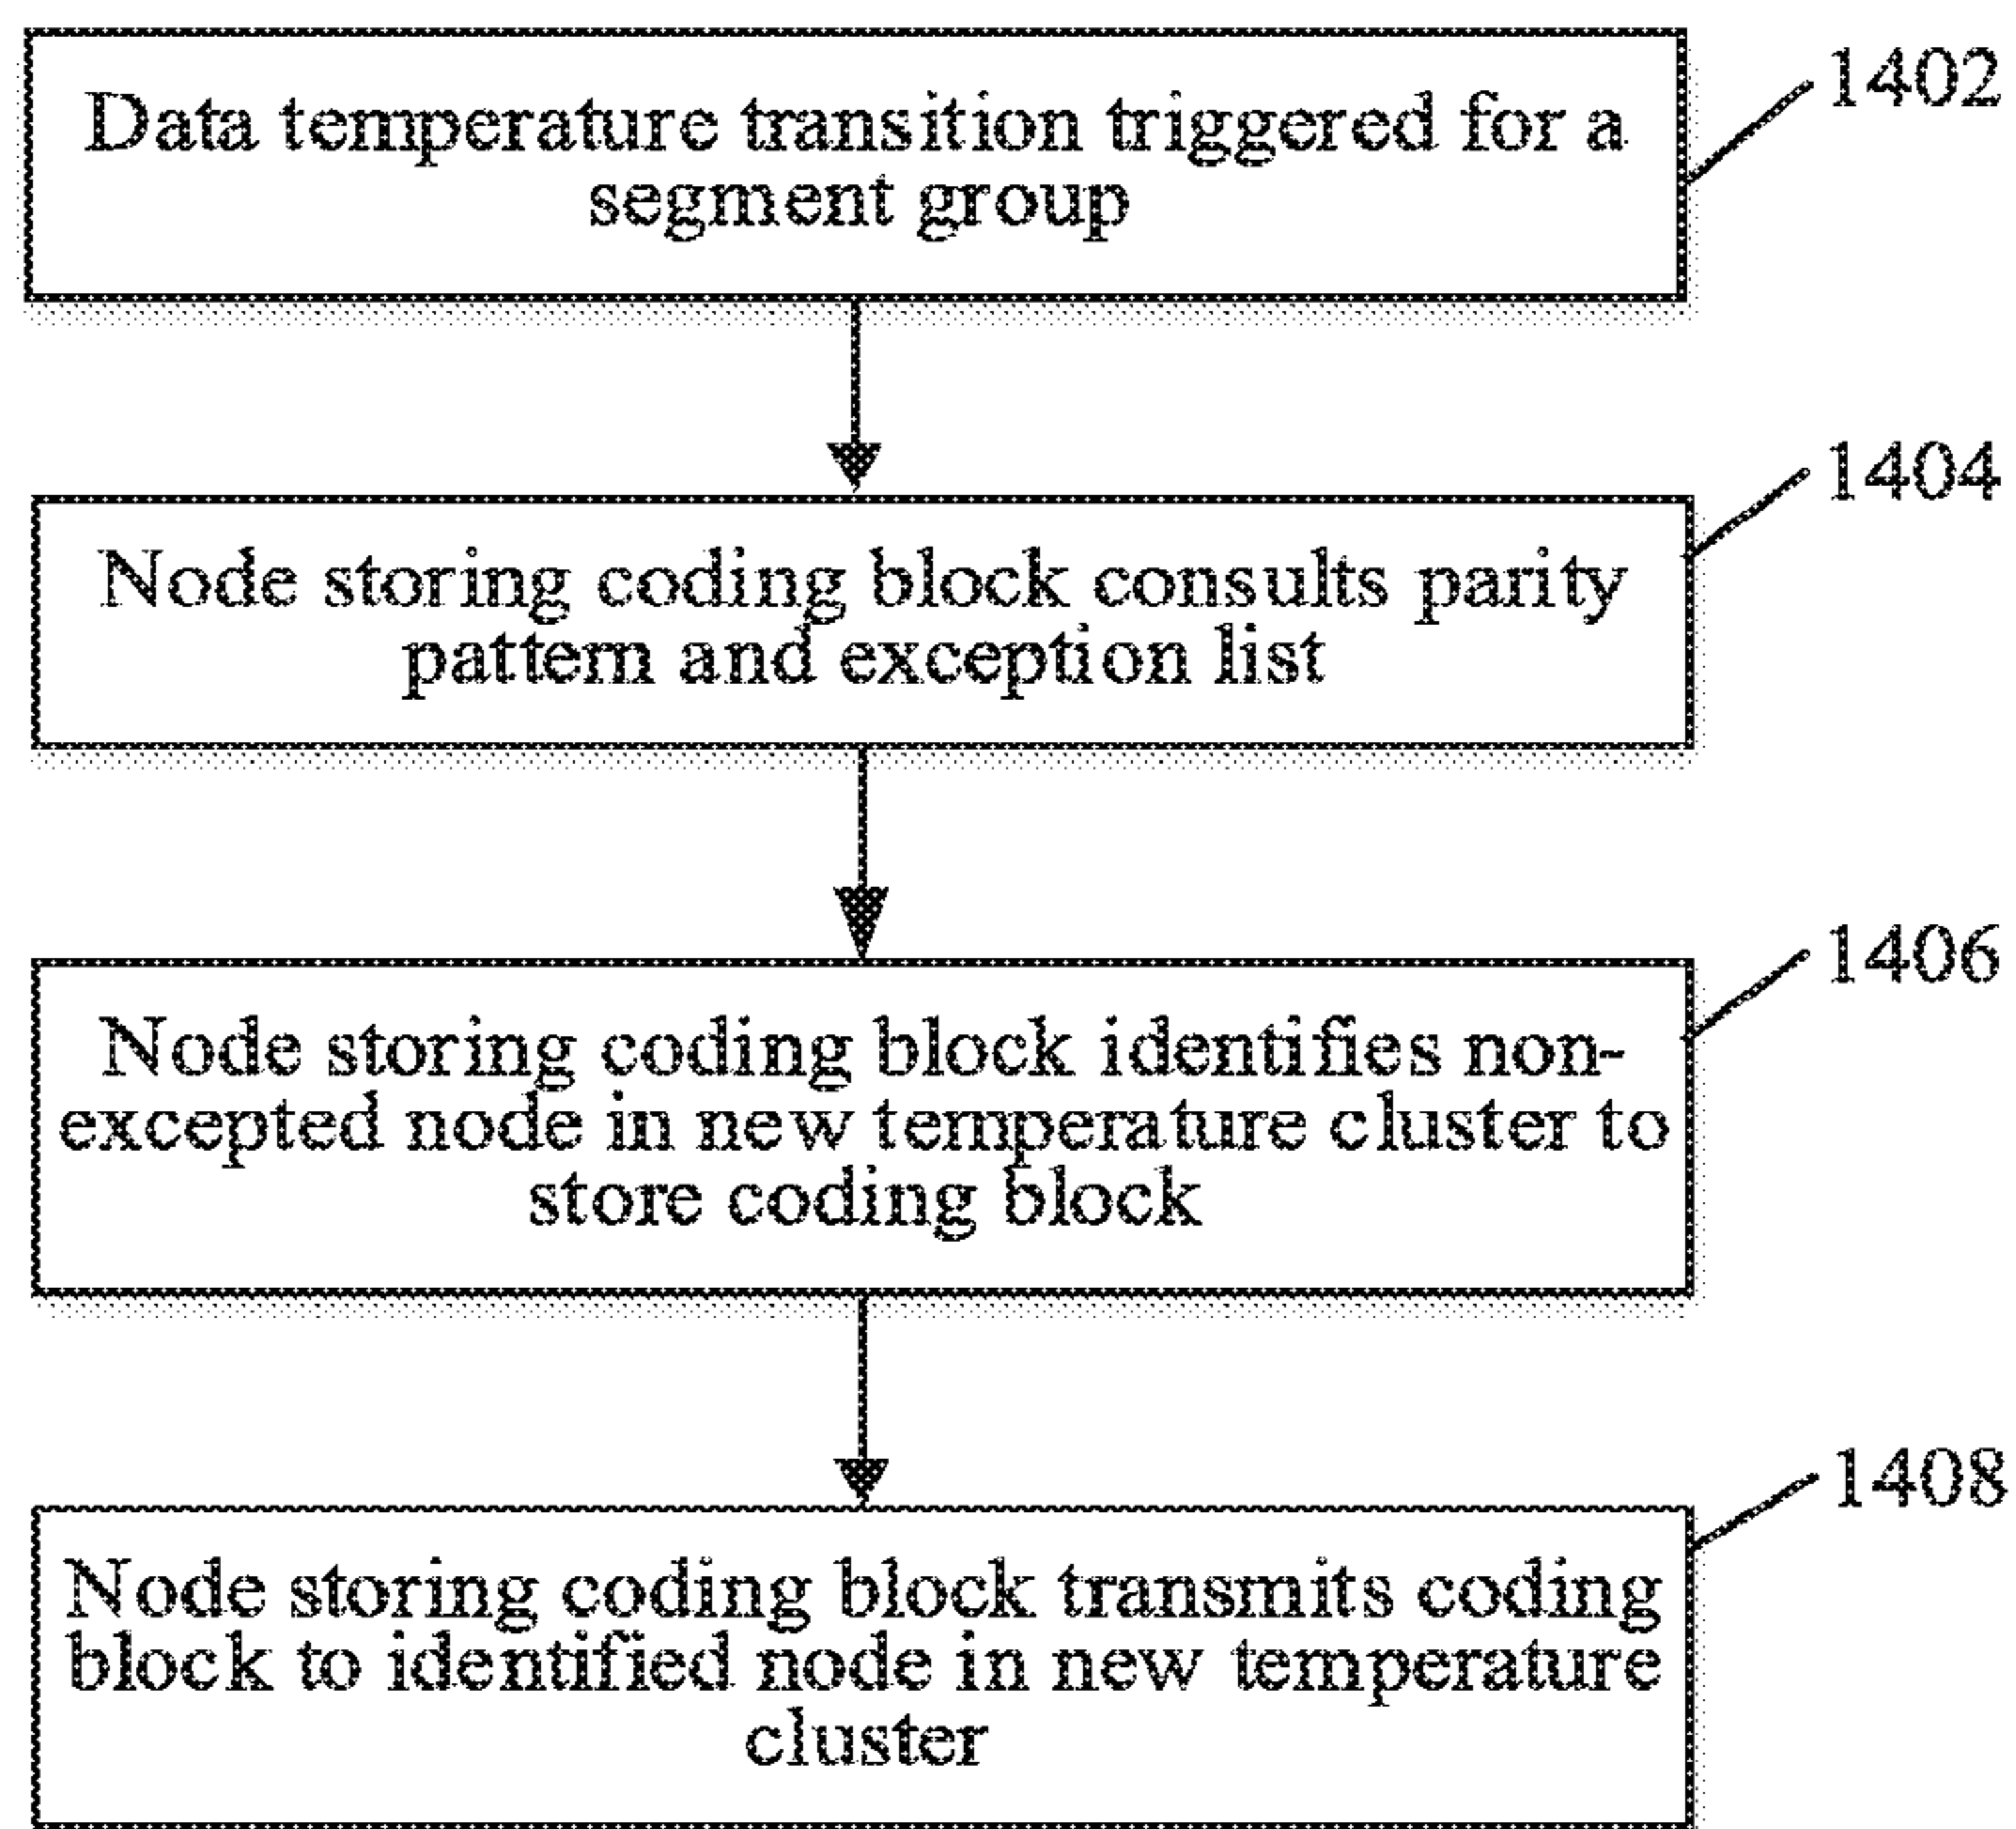 Data temperature transition triggered for a
segment group
1402
Node storing coding block consults parity
pattern and exception list
1404
Node storing coding block identifies non-
excepted node in new temperature cluster to
store coding block
1406
Node storing coding block transmits coding
block to identified node in new temperature
cluster
1408